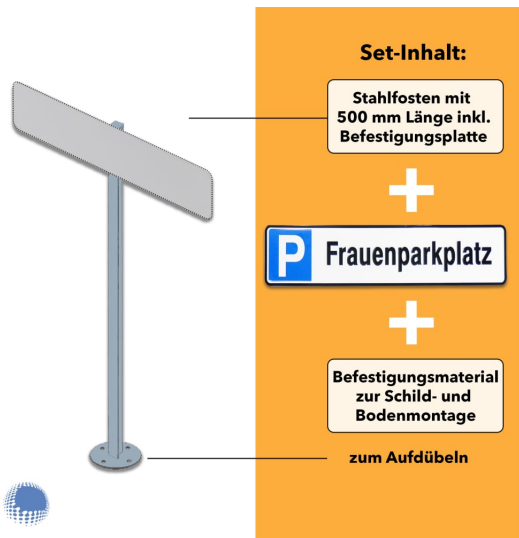 Set-Inhalt:
Stahlfosten mit
500 mm Länge inkl.
Befestigungsplatte
+
P Frauenparkplatz
+
Befestigungsmaterial
zur Schild- und
Bodenmontage
zum Aufdübeln